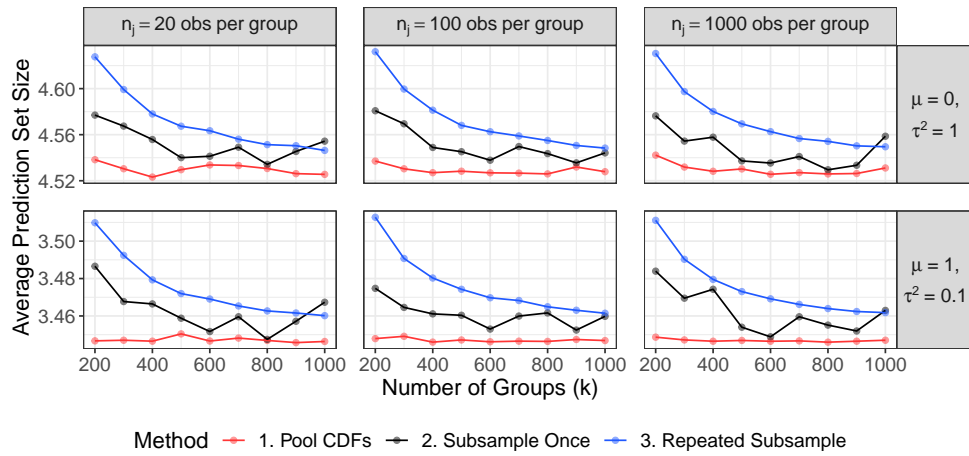 n_j = 20 obs per group
n_j = 100 obs per group
n_j = 1000 obs per group
Average Prediction Set Size
4.60
4.56
4.52
μ = 0,
τ² = 1
3.50
3.48
3.46
μ = 1,
τ² = 0.1
200 400 600 800 1000
200 400 600 800 1000
200 400 600 800 1000
Number of Groups (k)
Method 1. Pool CDFs 2. Subsample Once 3. Repeated Subsample